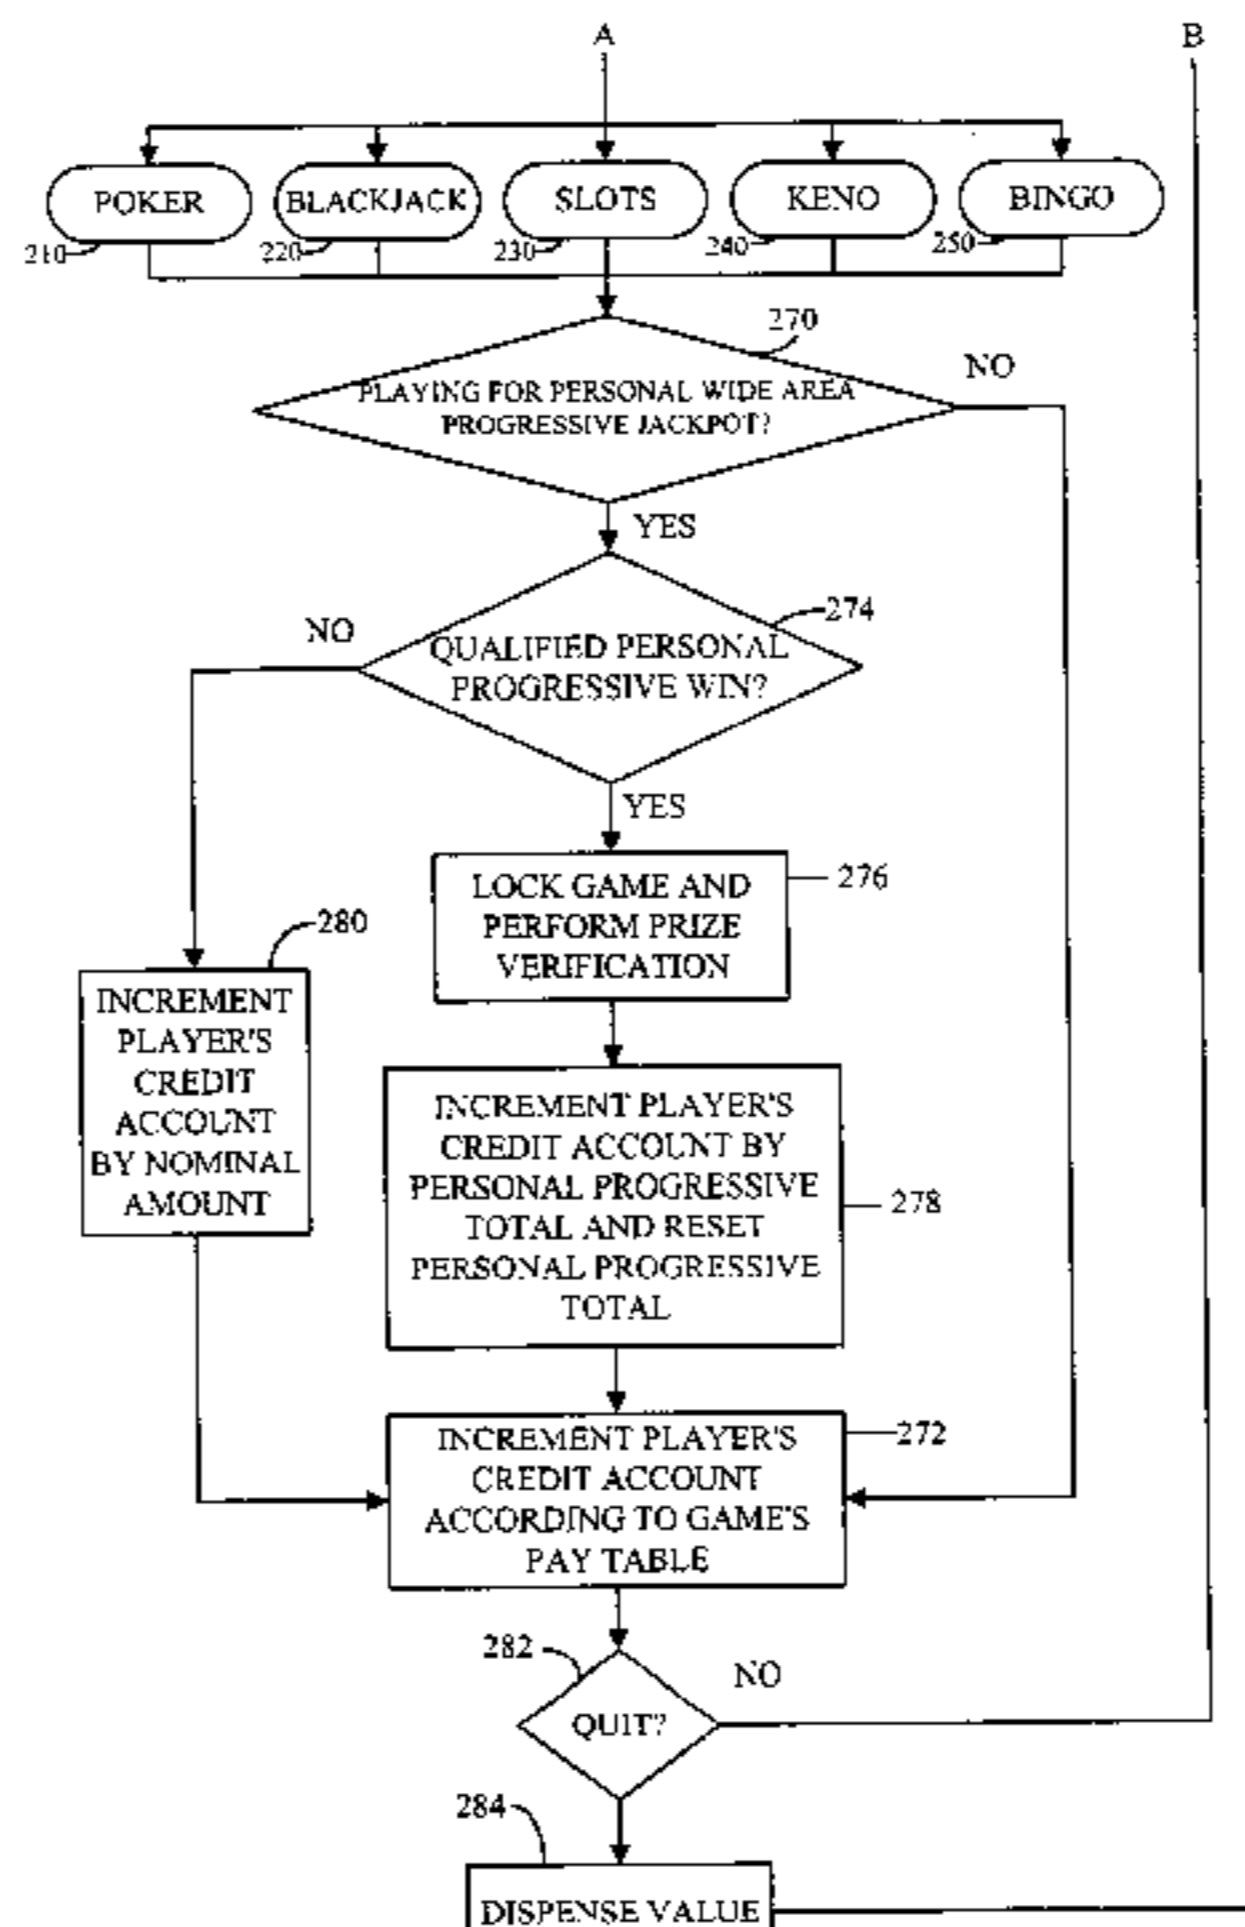 A
B
POKER
BLACKJACK
SLOTS
KENO
BINGO
210
220
230
240
250
270
PLAYING FOR PERSONAL WIDE AREA
PROGRESSIVE JACKPOT?
NO
YES
274
NO
QUALIFIED PERSONAL
PROGRESSIVE WIN?
YES
LOCK GAME AND
PERFORM PRIZE
VERIFICATION
276
280
INCREMENT
PLAYER'S
CREDIT
ACCOUNT
BY NOMINAL
AMOUNT
INCREMENT PLAYER'S
CREDIT ACCOUNT BY
PERSONAL PROGRESSIVE
TOTAL AND RESET
PERSONAL PROGRESSIVE
TOTAL
278
INCREMENT PLAYER'S
CREDIT ACCOUNT
ACCORDING TO GAME'S
PAY TABLE
272
282
QUIT?
NO
284
DISPENSE VALUE